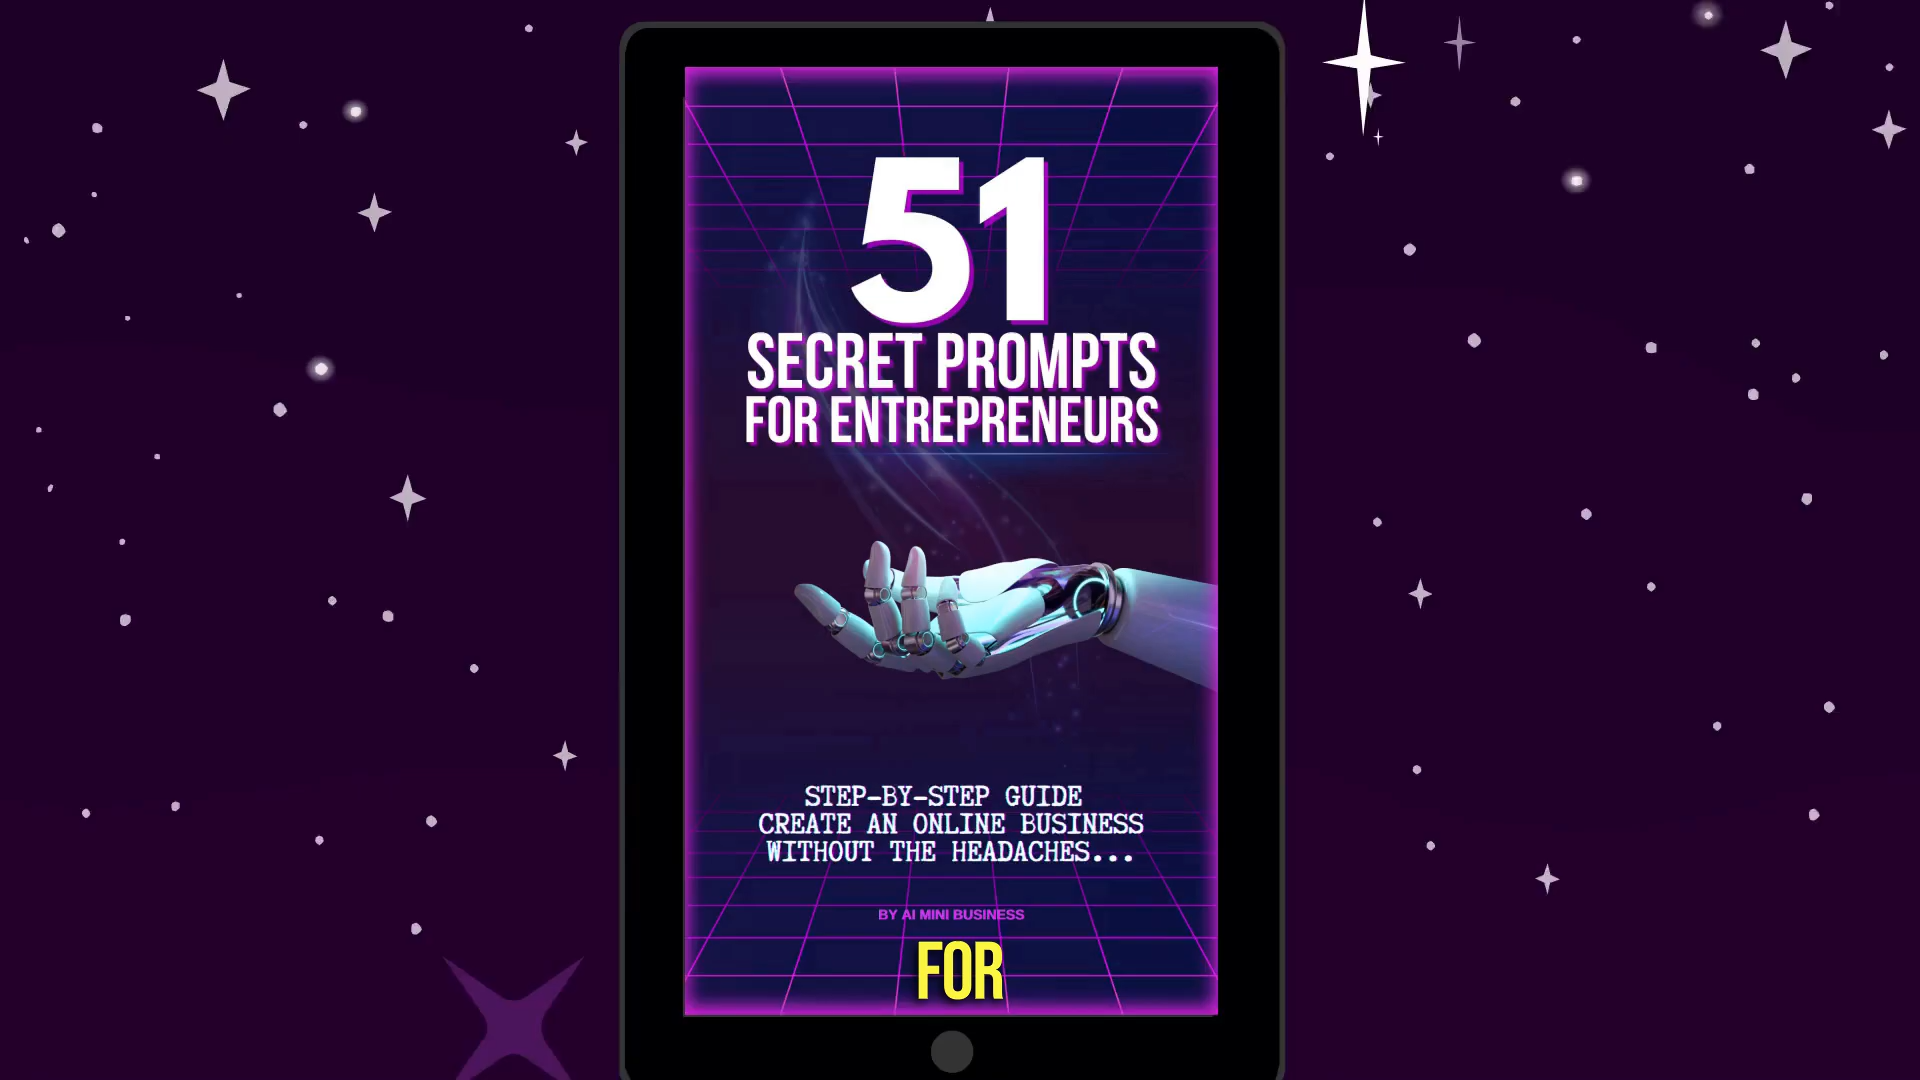 51
SECRET PROMPTS
FOR ENTREPRENEURS
STEP-BY-STEP GUIDE
CREATE AN ONLINE BUSINESS
WITHOUT THE HEADACHES...
BY AI MINI BUSINESS
FOR